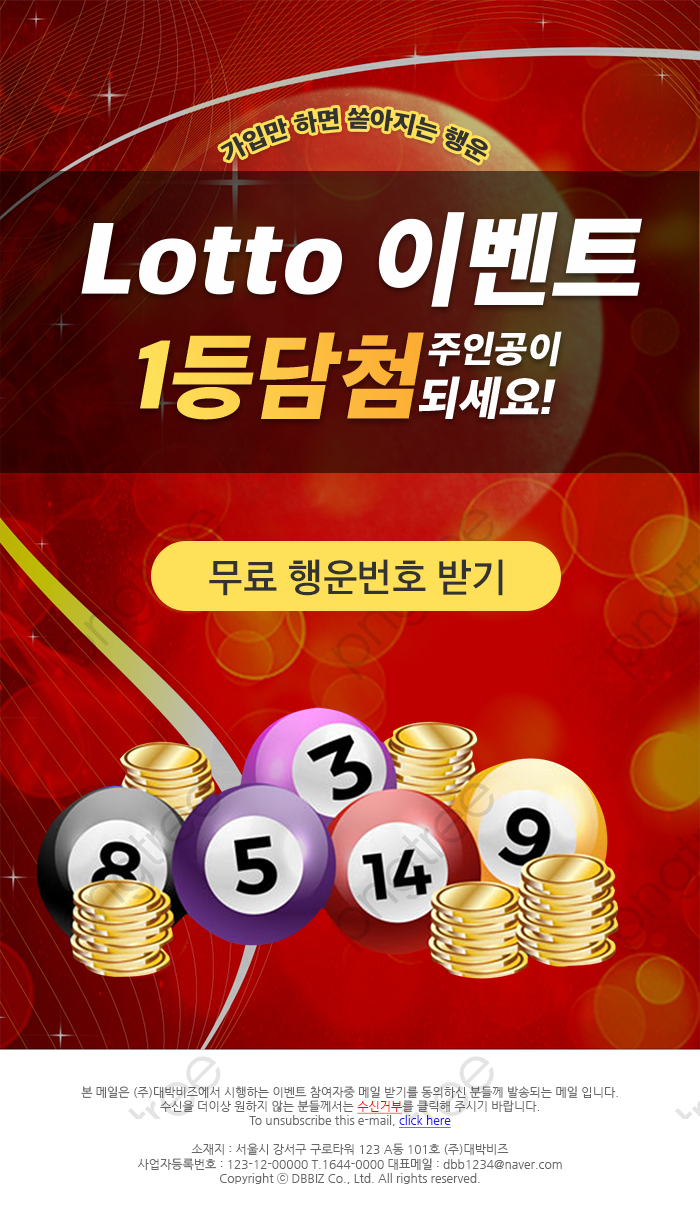 가입만 하면 쏟아지는 행운
Lotto 이벤트
1등담첨 주인공이
되세요!
무료 행운번호 받기
3
8
5
14
9
pngtree
본 메일은 (주)대박비즈에서 시행하는 이벤트 참여자중 메일 받기를 동의하신 분들께 발송되는 메일 입니다.
수신을 더이상 원하지 않는 분들께서는 수신거부를 클릭해 주시기 바랍니다.
To unsubscribe this e-mail, click here
소재지 : 서울시 강서구 구로타워 123 A동 101호 (주)대박비즈
사업자등록번호 : 123-12-00000 T.1644-0000 대표메일 : dbb1234@naver.com
Copyright ⓒ DBBIZ Co., Ltd. All rights reserved.